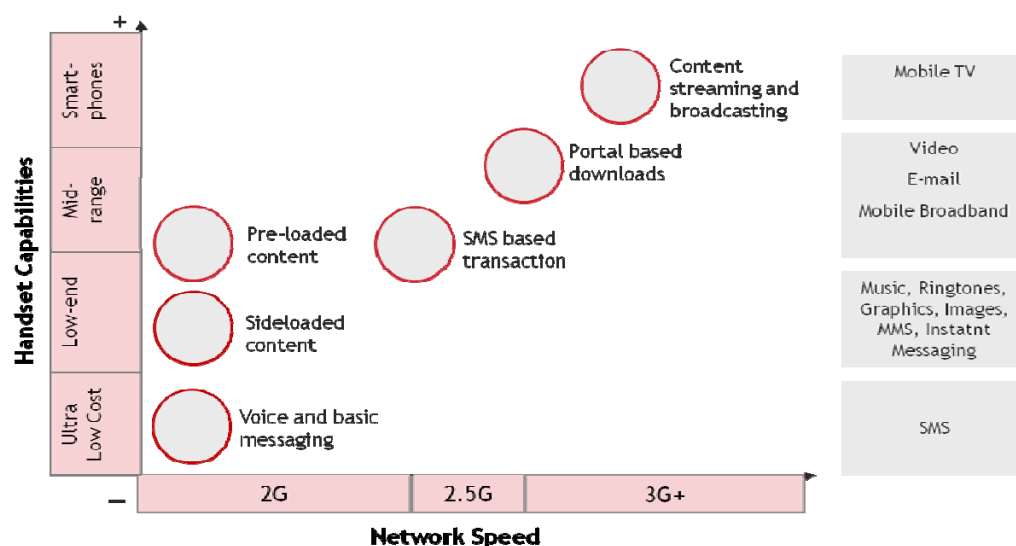 +
Smart-
phones
Mid-
range
Low-end
Ultra
Low Cost
Handset Capabilities
Content
streaming and
broadcasting
Portal based
downloads
Pre-loaded
content
SMS based
transaction
Sideloaded
content
Voice and basic
messaging
Mobile TV
Video
E-mail
Mobile Broadband
Music, Ringtones,
Graphics, Images,
MMS, Instatnt
Messaging
SMS
–
2G
2.5G
3G+
Network Speed